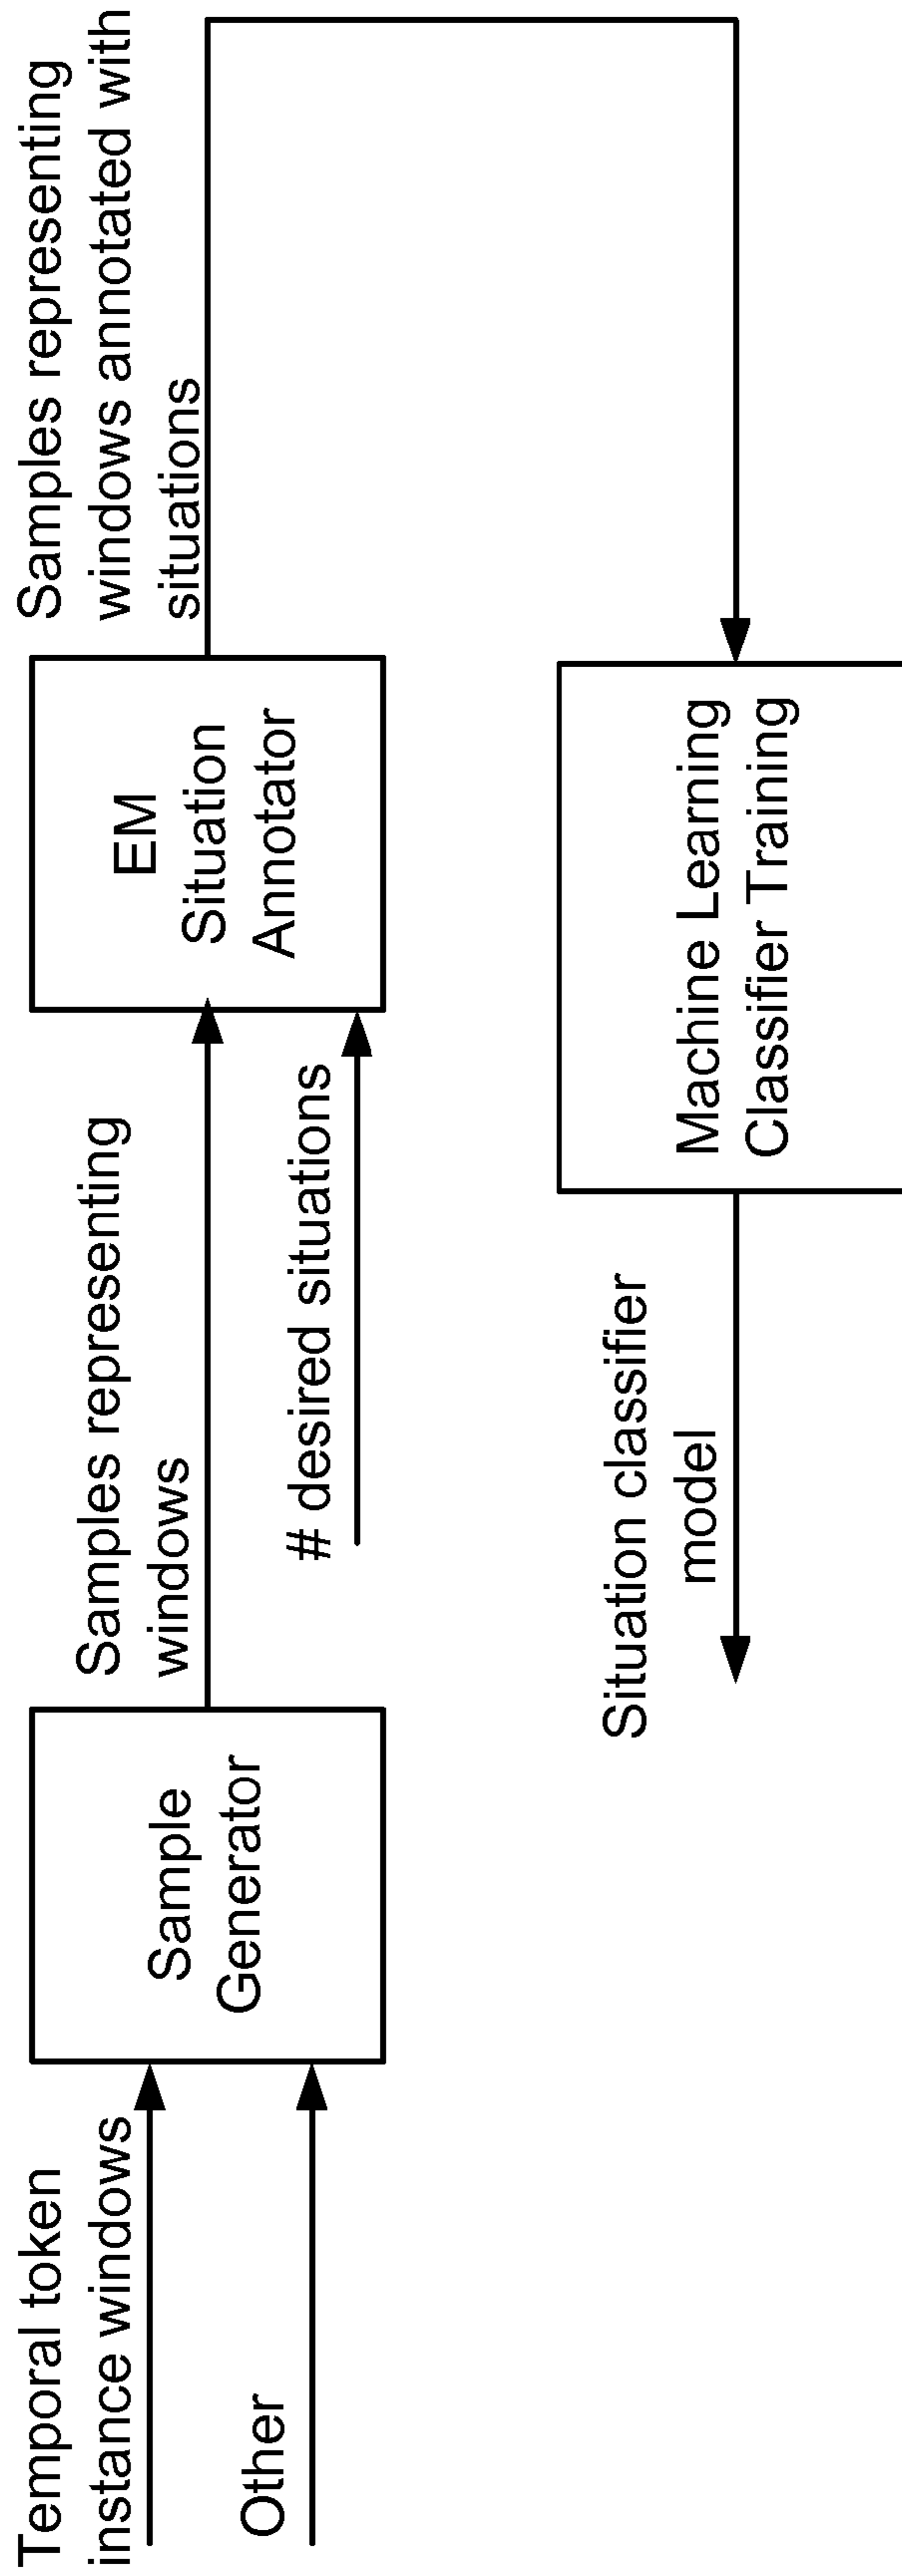 Temporal token
instance windows
Other
Sample
Generator
Samples representing
windows
# desired situations
EM
Situation
Annotator
Samples representing
windows annotated with
situations
Machine Learning
Classifier Training
Situation classifier
model